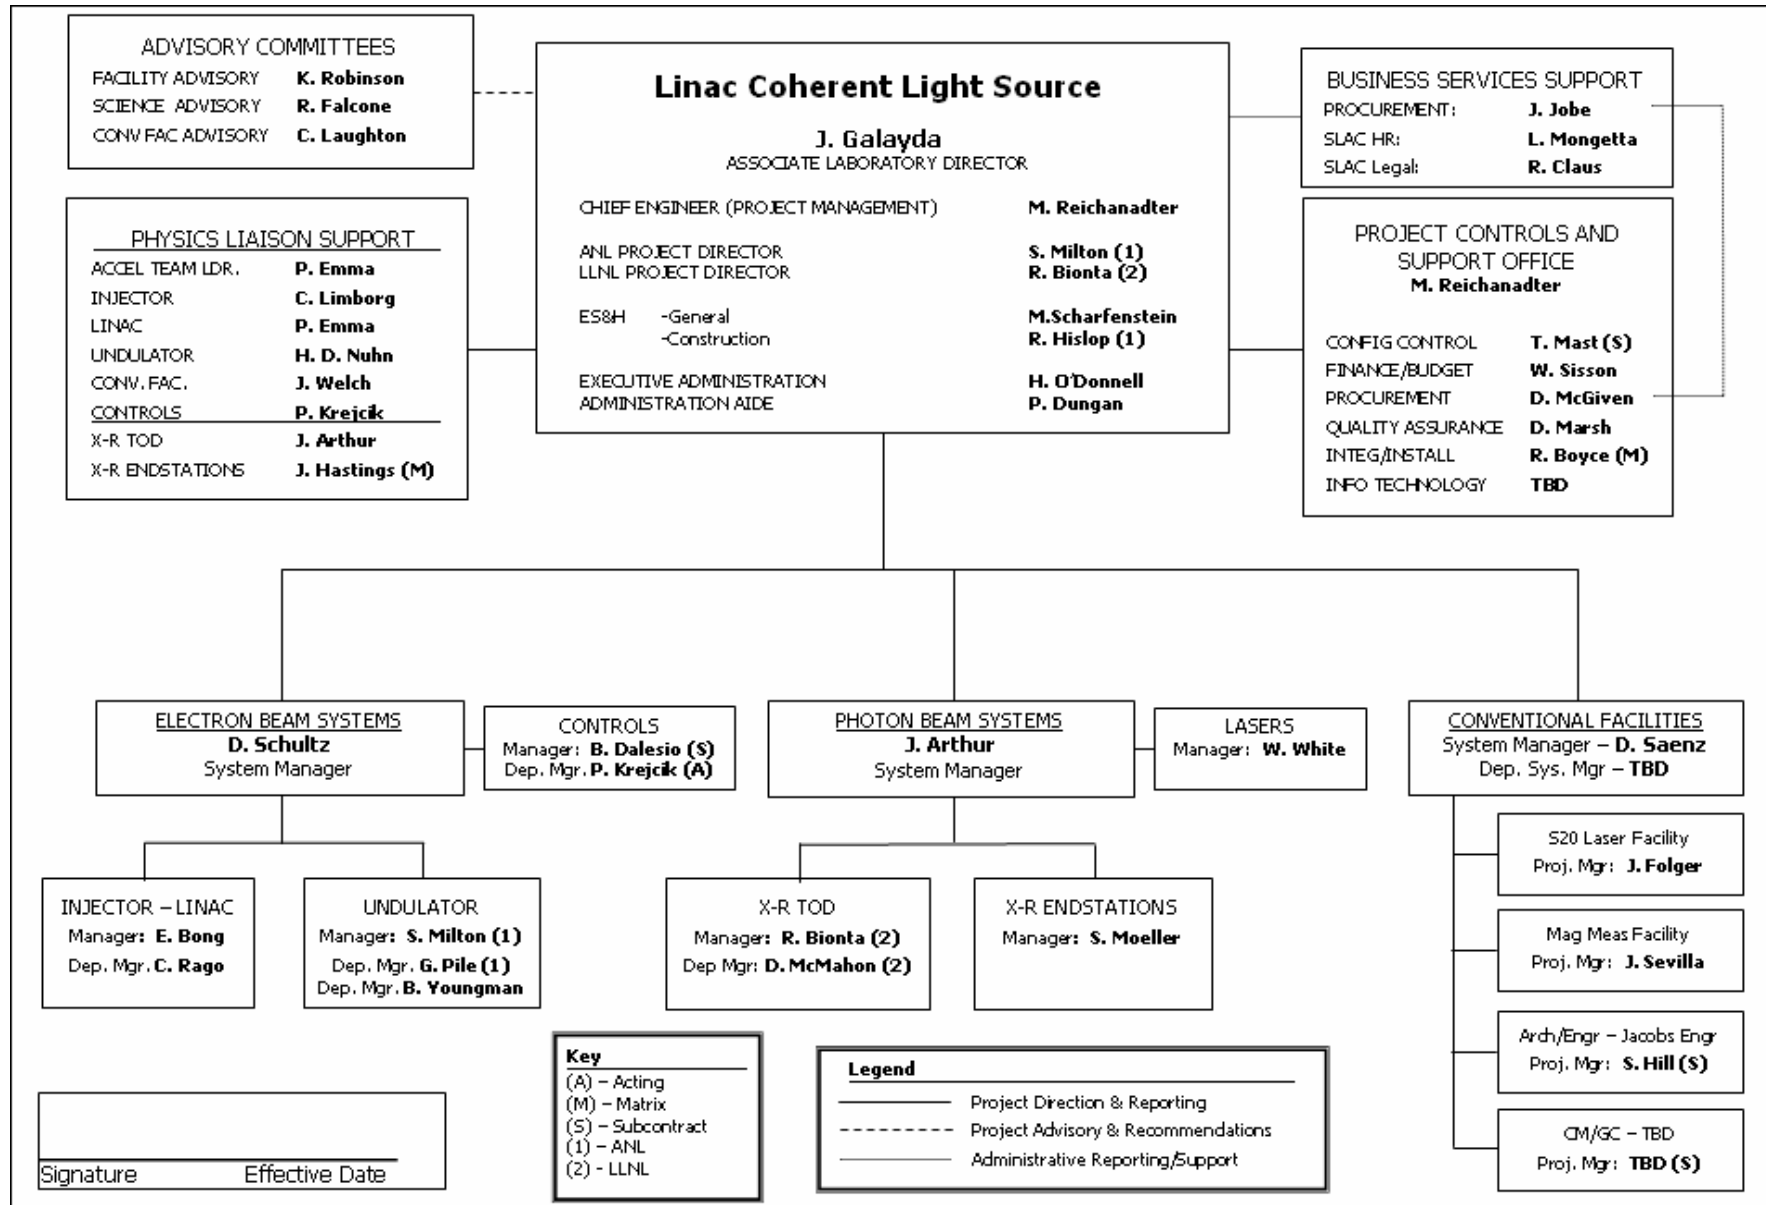 ADVISORY COMMITTEES
FACILITY ADVISORY K. Robinson
SCIENCE ADVISORY R. Falcone
CONV FAC ADVISORY C. Laughton
Linac Coherent Light Source
J. Galayda
ASSOCIATE LABORATORY DIRECTOR
CHIEF ENGINEER (PROJECT MANAGEMENT) M. Reichanadter
ANL PROJECT DIRECTOR S. Milton (1)
LLNL PROJECT DIRECTOR R. Bionta (2)
ES&H -General M.Scharfenstein
-Construction R. Hislop (1)
EXECUTIVE ADMINISTRATION H. O'Donnell
ADMINISTRATION AIDE P. Dungan
BUSINESS SERVICES SUPPORT
PROCUREMENT: J. Jobe
SLAC HR: L. Mongetta
SLAC Legal: R. Claus
PHYSICS LIAISON SUPPORT
ACCEL TEAM LDR. P. Emma
INJECTOR C. Limborg
LINAC P. Emma
UNDULATOR H. D. Nuhn
CONV. FAC. J. Welch
CONTROLS P. Krejcik
X-R TOD J. Arthur
X-R ENDSTATIONS J. Hastings (M)
PROJECT CONTROLS AND
SUPPORT OFFICE
M. Reichanadter
CONFIG CONTROL T. Mast (S)
FINANCE/BUDGET W. Sisson
PROCUREMENT D. McGiven
QUALITY ASSURANCE D. Marsh
INTEG/INSTALL R. Boyce (M)
INFO TECHNOLOGY TBD
ELECTRON BEAM SYSTEMS
D. Schultz
System Manager
CONTROLS
Manager: B. Dalesio (S)
Dep. Mgr. P. Krejcik (A)
PHOTON BEAM SYSTEMS
J. Arthur
System Manager
LASERS
Manager: W. White
CONVENTIONAL FACILITIES
System Manager – D. Saenz
Dep. Sys. Mgr – TBD
INJECTOR – LINAC
Manager: E. Bong
Dep. Mgr. C. Rago
UNDULATOR
Manager: S. Milton (1)
Dep. Mgr. G. Pile (1)
Dep. Mgr. B. Youngman
X-R TOD
Manager: R. Bionta (2)
Dep Mgr: D. McMahon (2)
X-R ENDSTATIONS
Manager: S. Moeller
S20 Laser Facility
Proj. Mgr: J. Folger
Mag Meas Facility
Proj. Mgr: J. Sevilla
Arch/Engr – Jacobs Engr
Proj. Mgr: S. Hill (S)
CM/GC – TBD
Proj. Mgr: TBD (S)
Key
(A) – Acting
(M) – Matrix
(S) – Subcontract
(1) – ANL
(2) – LLNL
Legend
Project Direction & Reporting
Project Advisory & Recommendations
Administrative Reporting/Support
Signature Effective Date